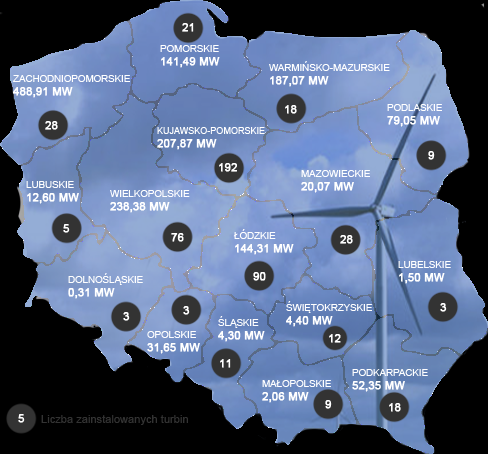 21
POMORSKIE
141,49 MW
WARMIŃSKO-MAZURSKIE
187,07 MW
18
ZACHODNIOPOMORSKIE
488,91 MW
28
PODLASKIE
79,05 MW
9
KUJAWSKO-POMORSKIE
207,87 MW
192
MAZOWIECKIE
20,07 MW
28
LUBUSKIE
12,60 MW
5
WIELKOPOLSKIE
238,38 MW
76
ŁÓDZKIE
144,31 MW
90
LUBELSKIE
1,50 MW
3
DOLNOŚLĄSKIE
0,31 MW
3
3
OPOLSKIE
31,65 MW
ŚLĄSKIE
4,30 MW
11
ŚWIĘTOKRZYSKIE
4,40 MW
12
MAŁOPOLSKIE
2,06 MW
9
PODKARPACKIE
52,35 MW
18
5 Liczba zainstalowanych turbin